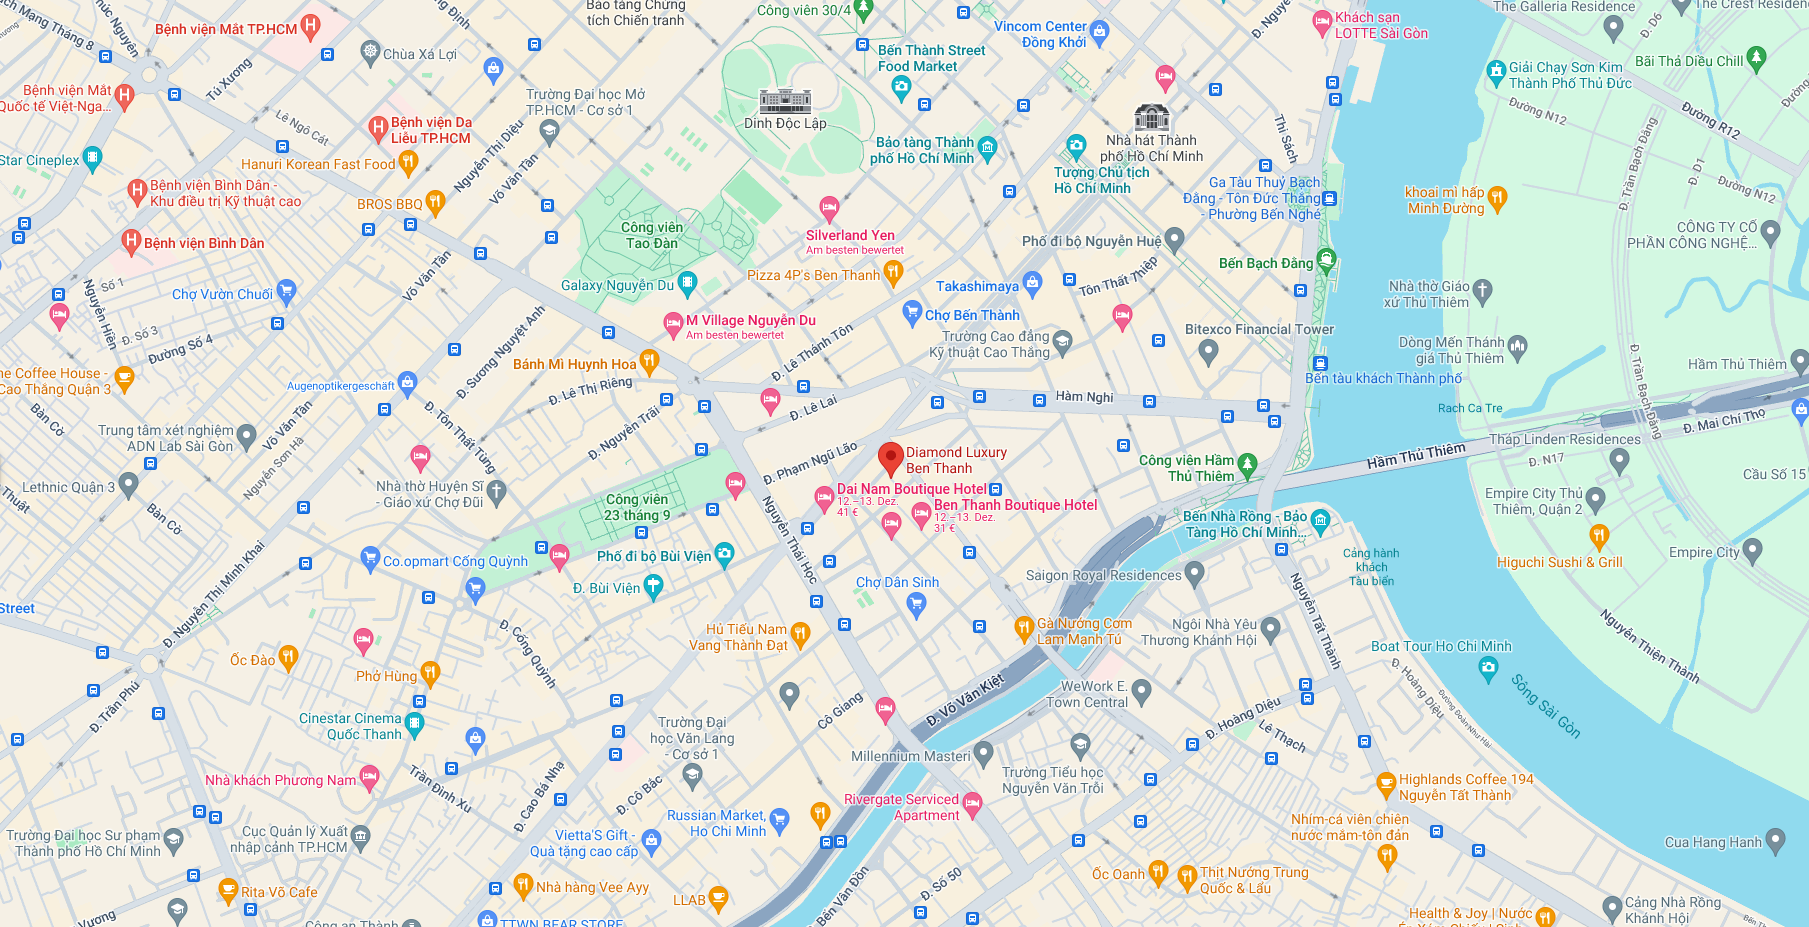 Bảo tàng Chứng
tích Chiến tranh
Công viên 30/4
Vincom Center
Đồng Khởi
Khách sạn
LOTTE Sài Gòn
The Galleria Residence
The Crest Residence
Đ. D6
Bệnh viện Mắt TP.HCM
Chùa Xá Lợi
Bến Thành Street
Food Market
Giải Chạy Sơn Kim
Thành Phố Thủ Đức
Bãi Thả Diều Chill
Tú Xương
Bệnh viện Mắt
Quốc tế Việt-Nga...
Trường Đại học Mở
TP.HCM - Cơ sở 1
Dinh Độc Lập
Đường N12
Đường R12
Lê Ngô Cát
Bệnh viện Da
Liễu TP.HCM
Nhà hát Thành
phố Hồ Chí Minh
Thi Sách
Bảo tàng Thành
phố Hồ Chí Minh
Star Cineplex
Hanuri Korean Fast Food
Nguyễn Thị Diệu
Võ Văn Tần
Tượng Chủ tịch
Hồ Chí Minh
Đ. Trần Bạch Đằng
Đ. D1
Đường N12
Bệnh viện Bình Dân -
Khu điều trị Kỹ thuật cao
BROS BBQ
Ga Tàu Thuỷ Bạch
Đằng - Tôn Đức Thắng
- Phường Bến Nghé
khoai mì hấp
Minh Đường
Công viên
Tao Đàn
Silverland Yen
Am besten bewertet
Phố đi bộ Nguyễn Huệ
CÔNG TY CỔ
PHẦN CÔNG NGHỆ...
Bệnh viện Bình Dân
Võ Văn Tần
Pizza 4P's Ben Thanh
Bến Bạch Đằng
Tôn Thất Thiệp
Số 1
Nguyễn Hiền
Chợ Vườn Chuối
Galaxy Nguyễn Du
Takashimaya
Nhà thờ Giáo
xứ Thủ Thiêm
Đ. Sương Nguyệt Anh
M Village Nguyễn Du
Am besten bewertet
Chợ Bến Thành
Đ. Số 3
Đường Số 4
Trường Cao đẳng
Kỹ thuật Cao Thắng
Bitexco Financial Tower
Dòng Mến Thánh
giá Thủ Thiêm
Đ. Lê Thánh Tôn
Bánh Mì Huynh Hoa
Hầm Thủ Thiêm
The Coffee House -
Cao Thắng Quận 3
Augenoptikergeschäft
Đ. Lê Thị Riêng
Bến tàu khách Thành phố
Đ. Trần Bạch Đằng
Hàm Nghi
Đ. Lê Lai
Bàn Cờ
Võ Văn Tần
Đ. Tôn Thất Tùng
Đ. Nguyễn Trãi
Rach Ca Tre
Đ. Mai Chí Thọ
Trung tâm xét nghiệm
ADN Lab Sài Gòn
Nguyễn Sơn Hà
Đ. Phạm Ngũ Lão
Diamond Luxury
Ben Thanh
Hầm Thủ Thiêm
Tháp Linden Residences
Đ. N17
Công viên Hầm
Thủ Thiêm
Cầu Số 15
Lethnic Quận 3
Nhà thờ Huyện Sĩ
- Giáo xứ Chợ Đũi
Công viên
23 tháng 9
Dai Nam Boutique Hotel
12.–13. Dez.
41 €
Ben Thanh Boutique Hotel
12.–13. Dez.
31 €
Empire City Thủ
Thiêm, Quận 2
Bàn Cờ
Nguyễn Thái Học
Bến Nhà Rồng - Bảo
Tàng Hồ Chí Minh...
Phố đi bộ Bùi Viện
Co.opmart Cống Quỳnh
Cảng hành
khách
Tàu biển
Higuchi Sushi & Grill
Empire City
Đ. Bùi Viện
Chợ Dân Sinh
Saigon Royal Residences
Đ. Nguyễn Thị Minh Khai
Street
Nguyễn Tất Thành
Nguyễn Thiện Thành
Đ. Cống Quỳnh
Hủ Tiếu Nam
Vang Thành Đạt
Gà Nướng Cơm
Lam Mạnh Tú
Ngôi Nhà Yêu
Thương Khánh Hội
Boat Tour Ho Chi Minh
Ốc Đào
Phở Hùng
Đ. Trần Phú
WeWork E.
Town Central
Đ. Hoàng Diệu
Sông Sài Gòn
Đ. Võ Văn Kiệt
Cô Giang
Cinestar Cinema
Quốc Thanh
Trường Đại
học Văn Lang
- Cơ sở 1
Đ. Hoàng Diệu
Lê Thạch
Đường Đoàn Như Hài
Millennium Masteri
Trường Tiểu học
Nguyễn Văn Trỗi
Nhà khách Phương Nam
Trần Đình Xu
Đ. Cao Bá Nhạ
Đ. Cô Bắc
Highlands Coffee 194
Nguyễn Tất Thành
Rivergate Serviced
Apartment
Russian Market,
Ho Chi Minh
Nhím-cá viên chiên
nước mắm-tôn đản
Trường Đại học Sư phạm
Thành phố Hồ Chí Minh
Cục Quản lý Xuất
nhập cảnh TP.HCM
Vietta'S Gift -
Quà tặng cao cấp
Cua Hang Hanh
Ốc Oanh
Thịt Nướng Trung
Quốc & Lẩu
Đ. Số 50
Bến Vân Đồn
Rita Võ Cafe
Nhà hàng Vee Ayy
LLAB
Cảng Nhà Rồng
Khánh Hội
Health & Joy | Nước
TTWN BEAR STORE